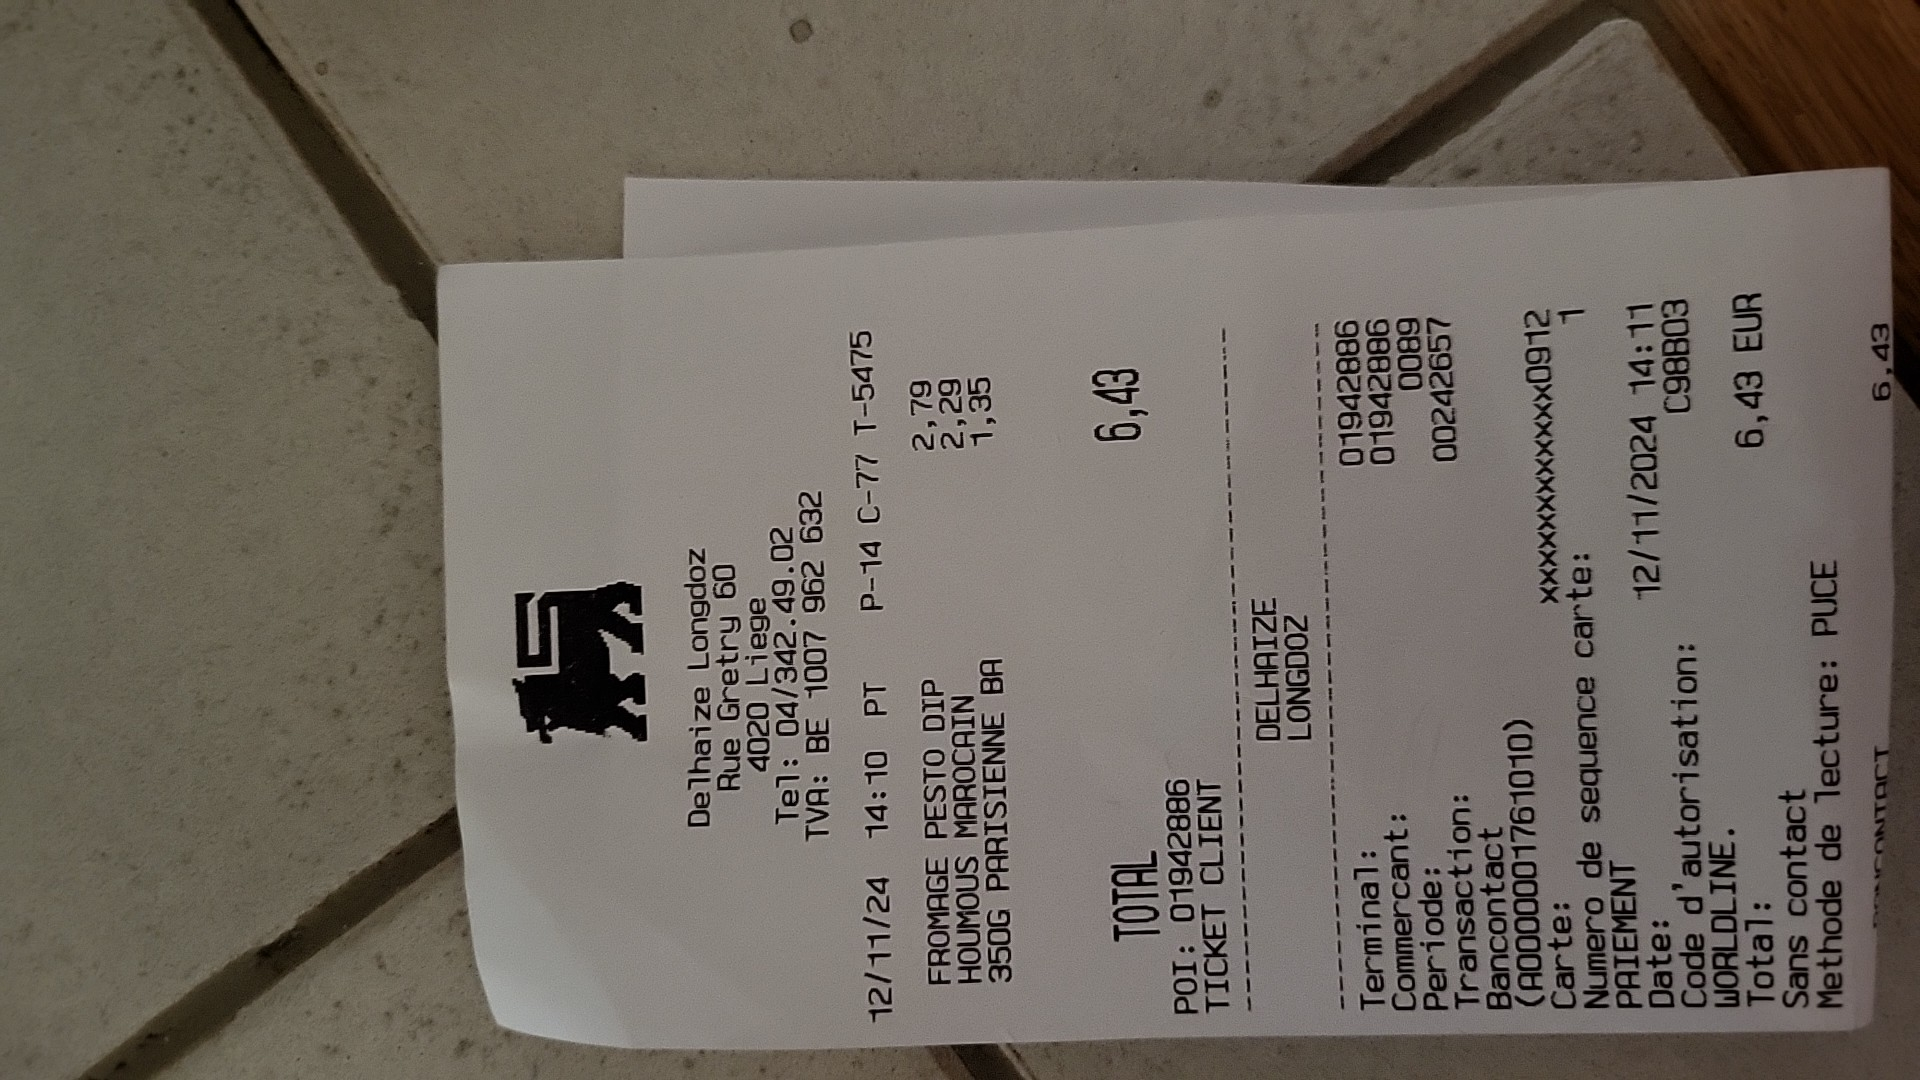 Delhaize Longdoz
Rue Gretry 60
4020 Liege
Tel: 04/342.49.02
TVA: BE 1007 962 632
12/11/24 14:10 PT P-14 C-77 T-5475
FROMAGE PESTO DIP 2,79
HOUMOUS MAROCAIN 2,29
350G PARISIENNE BA 1,35
TOTAL 6,43
POI: 01942886
TICKET CLIENT
DELHAIZE
LONGDOZ
Terminal: 01942886
Commercant: 01942886
Periode: 0089
Transaction: 00242657
Bancontact
(A0000001761010)
Carte: xxxxxxxxxxxxx0912
Numero de sequence carte: 1
PAIEMENT
Date: 12/11/2024 14:11
Code d'autorisation: C98B03
WORLDLINE.
Total: 6,43 EUR
Sans contact
Methode de lecture: PUCE
6,43